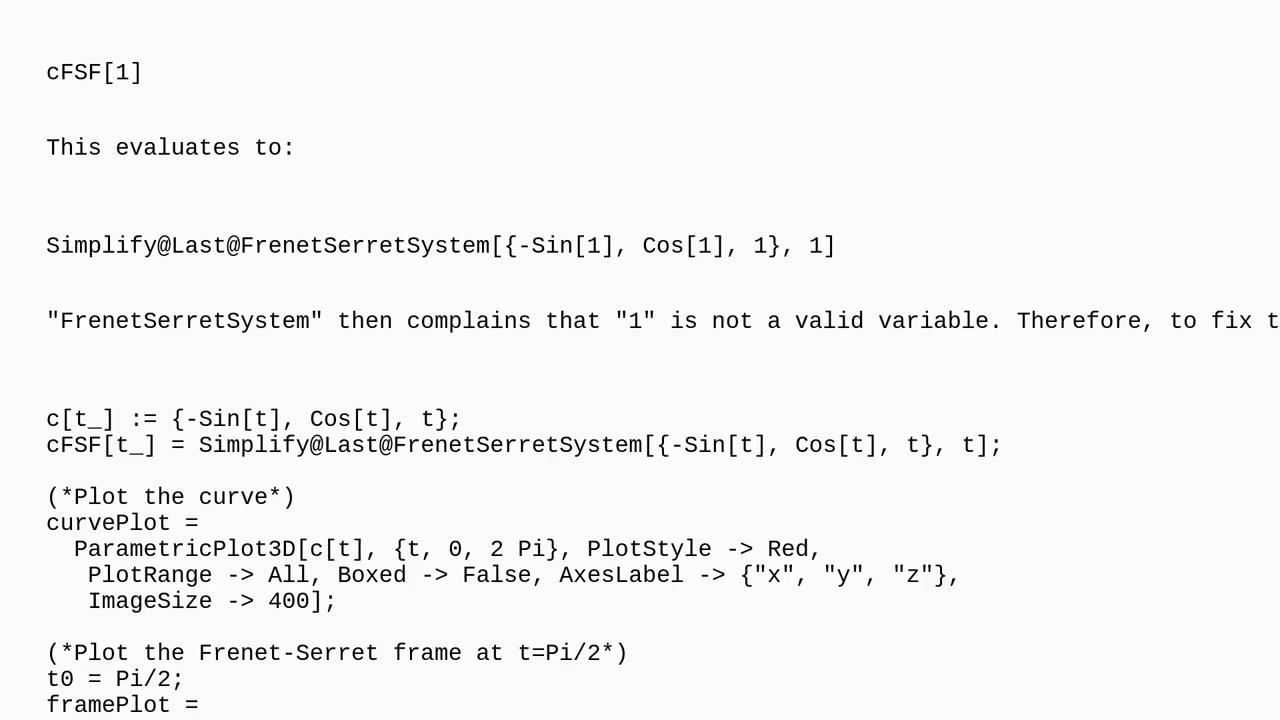 cFSF[1]
This evaluates to:
Simplify@Last@FrenetSerretSystem[{-Sin[1], Cos[1], 1}, 1]
"FrenetSerretSystem" then complains that "1" is not a valid variable. Therefore, to fix t
c[t_] := {-Sin[t], Cos[t], t};
cFSF[t_] = Simplify@Last@FrenetSerretSystem[{-Sin[t], Cos[t], t}, t];
(*Plot the curve*)
curvePlot =
ParametricPlot3D[c[t], {t, 0, 2 Pi}, PlotStyle -> Red,
PlotRange -> All, Boxed -> False, AxesLabel -> {"x", "y", "z"},
ImageSize -> 400];
(*Plot the Frenet-Serret frame at t=Pi/2*)
t0 = Pi/2;
framePlot =